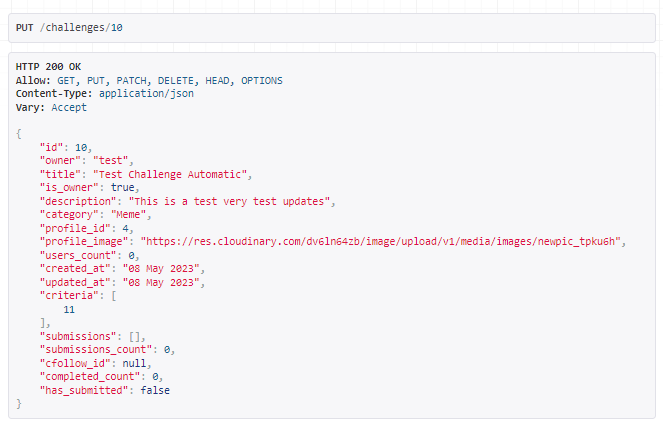 PUT /challenges/10
HTTP 200 OK
Allow: GET, PUT, PATCH, DELETE, HEAD, OPTIONS
Content-Type: application/json
Vary: Accept
{
"id": 10,
"owner": "test",
"title": "Test Challenge Automatic",
"is_owner": true,
"description": "This is a test very test updates",
"category": "Meme",
"profile_id": 4,
"profile_image": "https://res.cloudinary.com/dv6ln64zb/image/upload/v1/media/images/newpic_tpku6h",
"users_count": 0,
"created_at": "08 May 2023",
"updated_at": "08 May 2023",
"criteria": [
11
],
"submissions": [],
"submissions_count": 0,
"cfollow_id": null,
"completed_count": 0,
"has_submitted": false
}